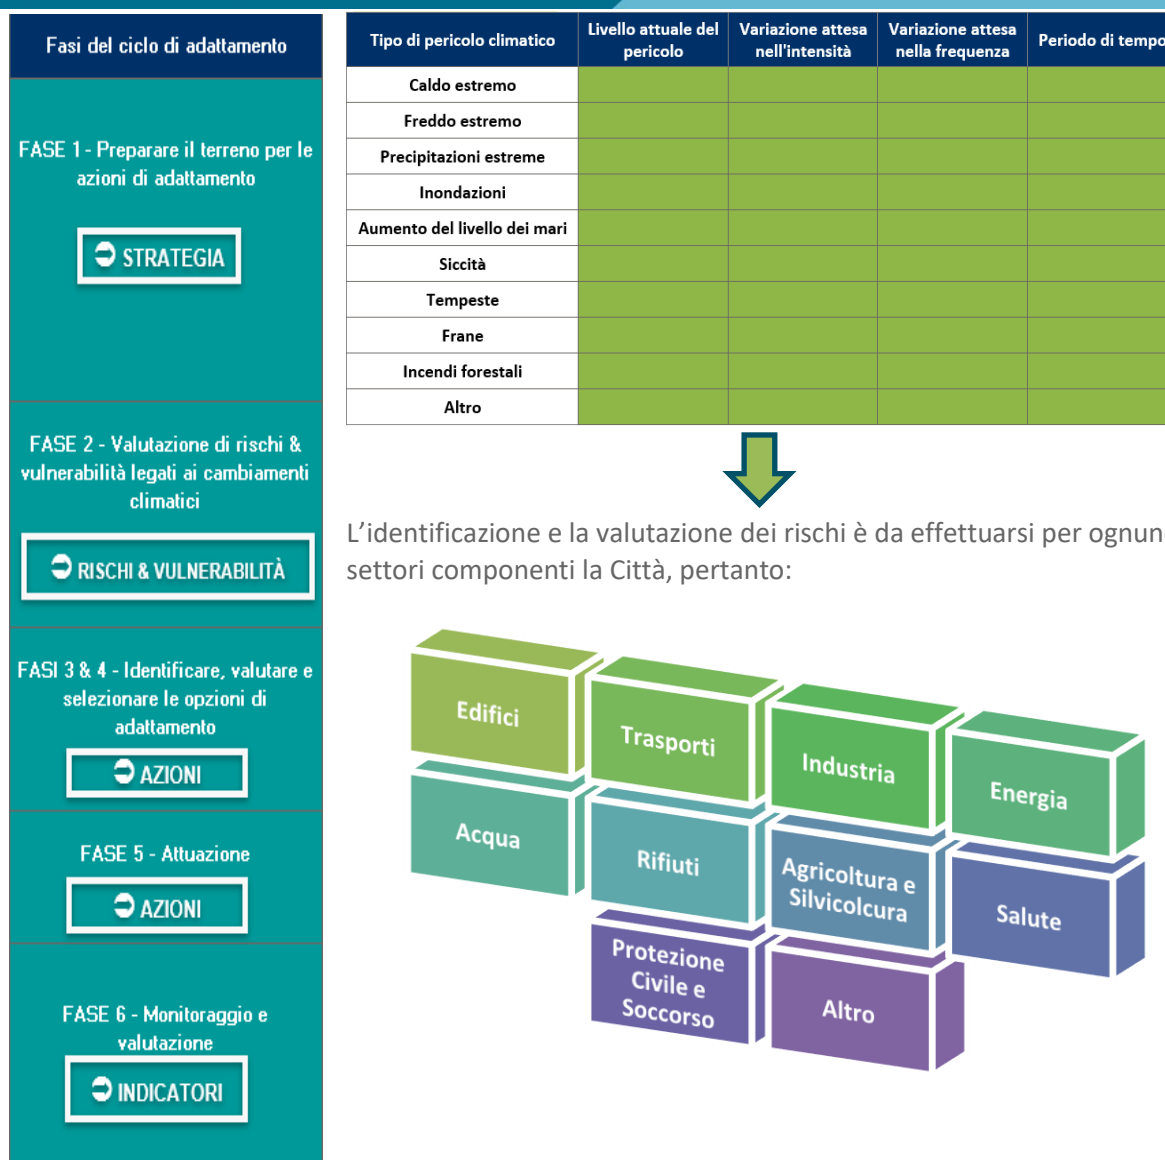 Fasi del ciclo di adattamento
FASE 1 - Preparare il terreno per le
azioni di adattamento
STRATEGIA
FASE 2 - Valutazione di rischi &
vulnerabilità legati ai cambiamenti
climatici
RISCHI & VULNERABILITÀ
FASI 3 & 4 - Identificare, valutare e
selezionare le opzioni di
adattamento
AZIONI
FASE 5 - Attuazione
AZIONI
FASE 6 - Monitoraggio e
valutazione
INDICATORI
Tipo di pericolo climatico
Livello attuale del
pericolo
Variazione attesa
nell'intensità
Variazione attesa
nella frequenza
Periodo di tempo
Caldo estremo
Freddo estremo
Precipitazioni estreme
Inondazioni
Aumento del livello dei mari
Siccità
Tempeste
Frane
Incendi forestali
Altro
L’identificazione e la valutazione dei rischi è da effettuarsi per
settori componenti la Città, pertanto:
Edifici
Trasporti
Industria
Energia
Acqua
Rifiuti
Agricoltura e
Silvicolcura
Salute
Protezione
Civile e
Soccorso
Altro